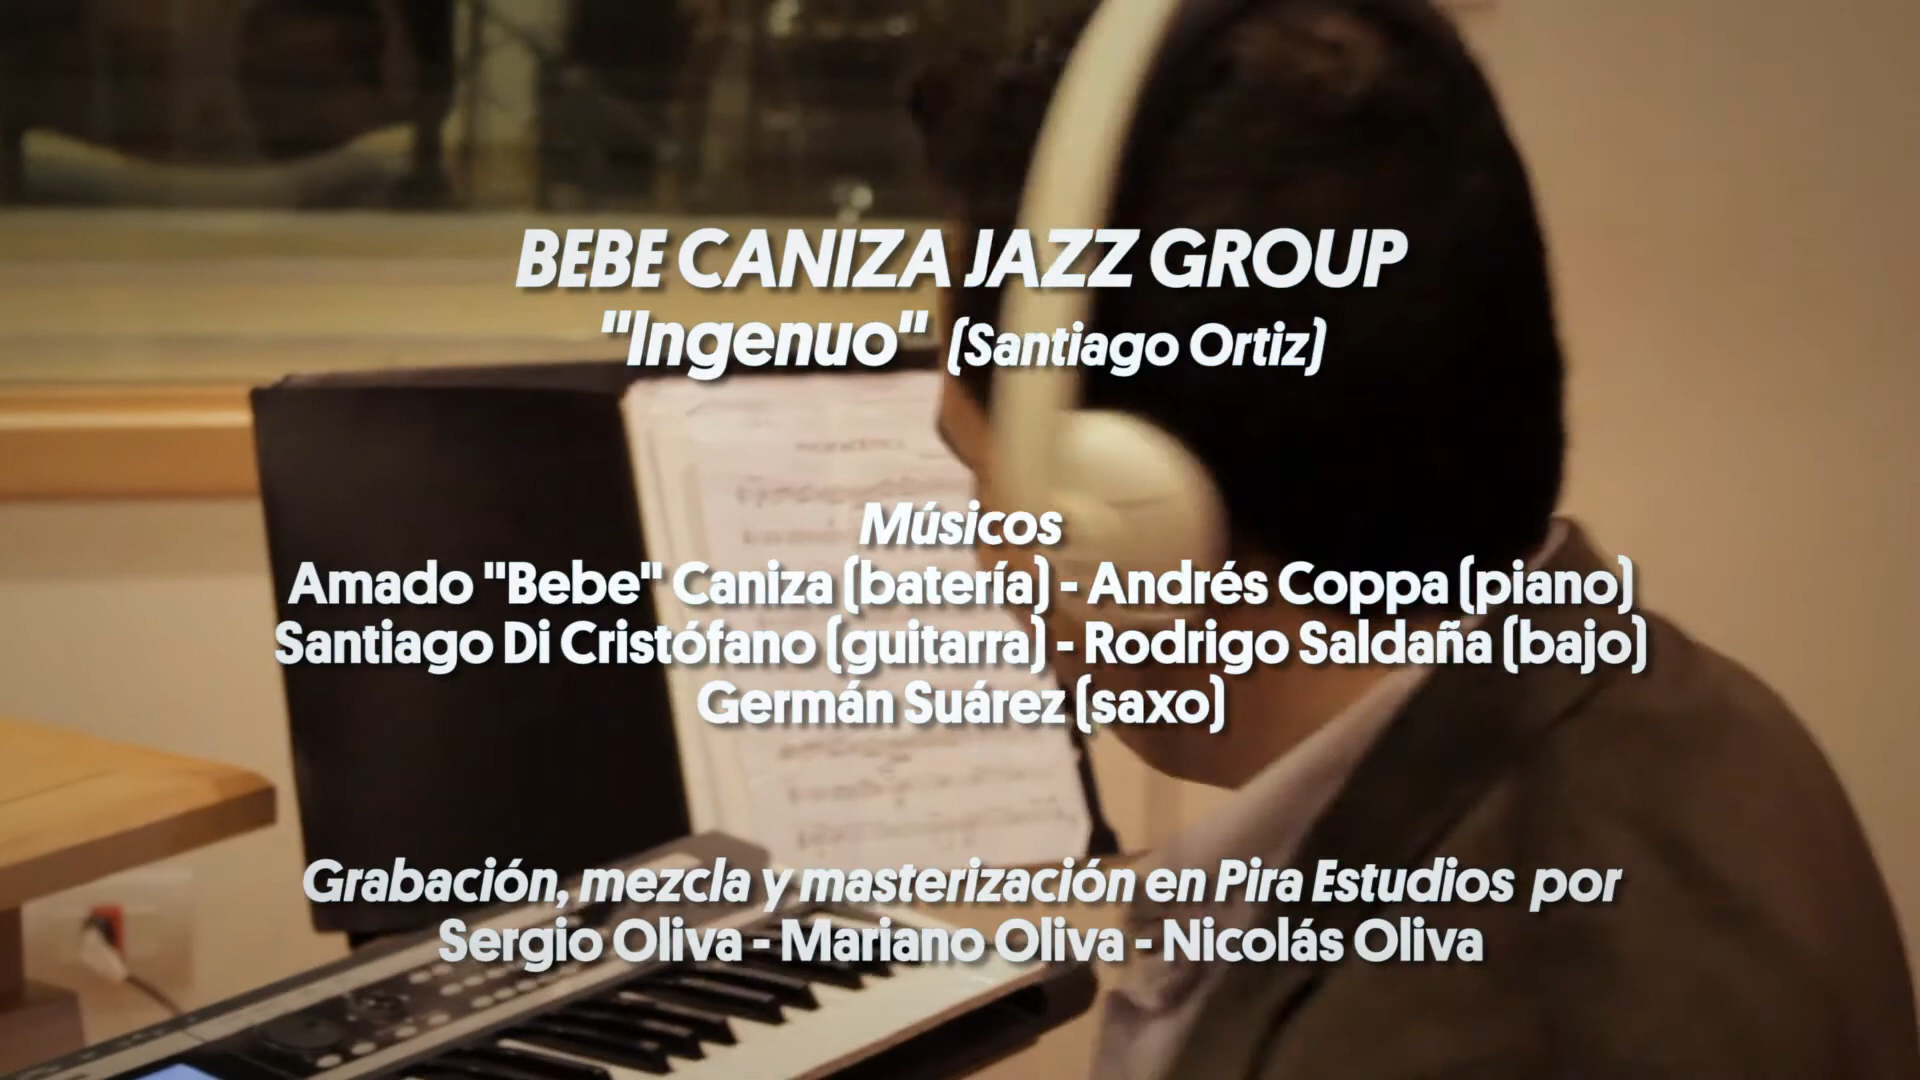 BEBE CANIZA JAZZ GROUP
"Ingenuo" (Santiago Ortiz)
Músicos
Amado "Bebe" Caniza (batería) - Andrés Coppa (piano)
Santiago Di Cristófano (guitarra) - Rodrigo Saldaña (bajo)
Germán Suárez (saxo)
Grabación, mezcla y masterización en Pira Estudios por
Sergio Oliva - Mariano Oliva - Nicolás Oliva